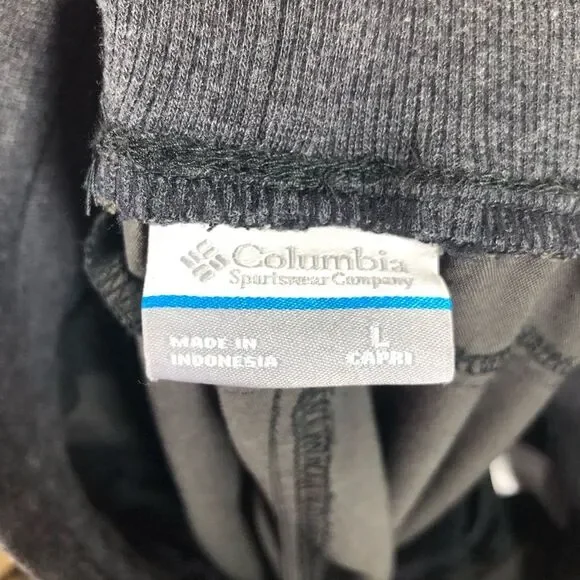 Columbia
Sportswear Company
MADE IN
INDONESIA
L
CAPRI